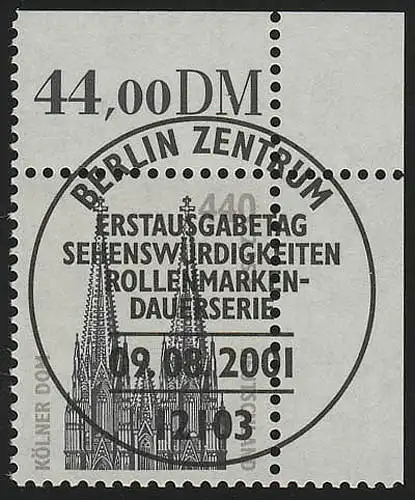 44,00DM
BERLIN ZENTRUM
440
ERSTAUSGABETAG
SEHENSWÜRDIGKEITEN
ROLLENMARKEN-
DAUERSERIE
09.08.2001
12103
KÖLNER DOM